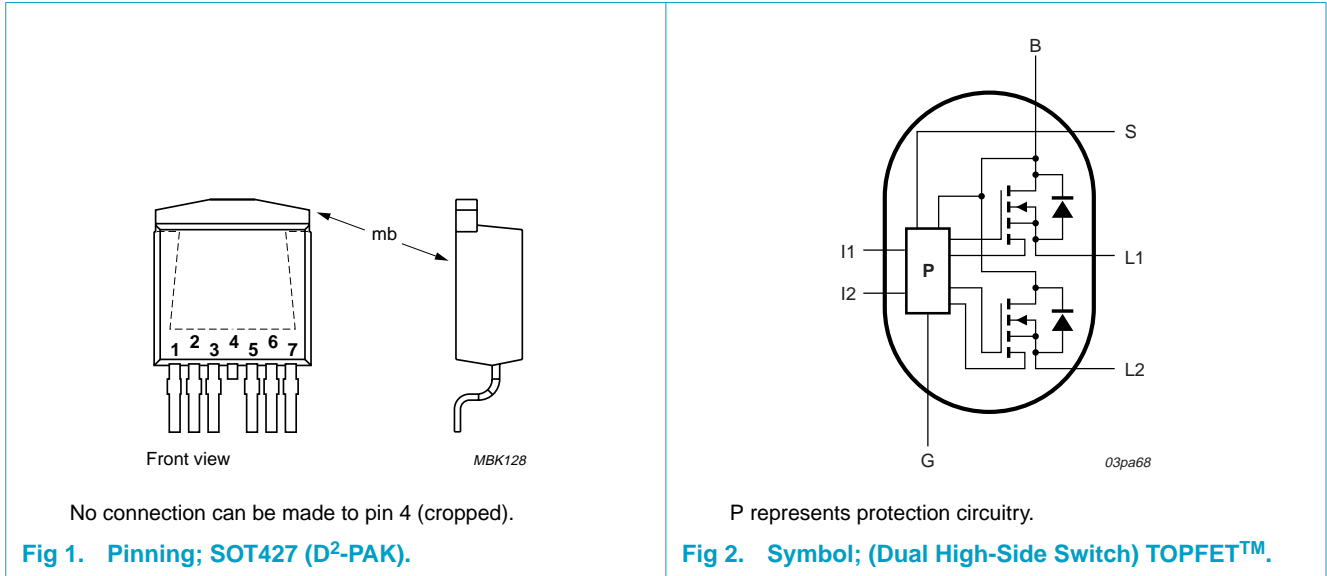 mb
1 2 3 4 5 6 7
Front view
MBK128
No connection can be made to pin 4 (cropped).
Fig 1. Pinning; SOT427 (D²-PAK).
B
S
I1
P
L1
I2
L2
G
03pa68
P represents protection circuitry.
Fig 2. Symbol; (Dual High-Side Switch) TOPFET™.